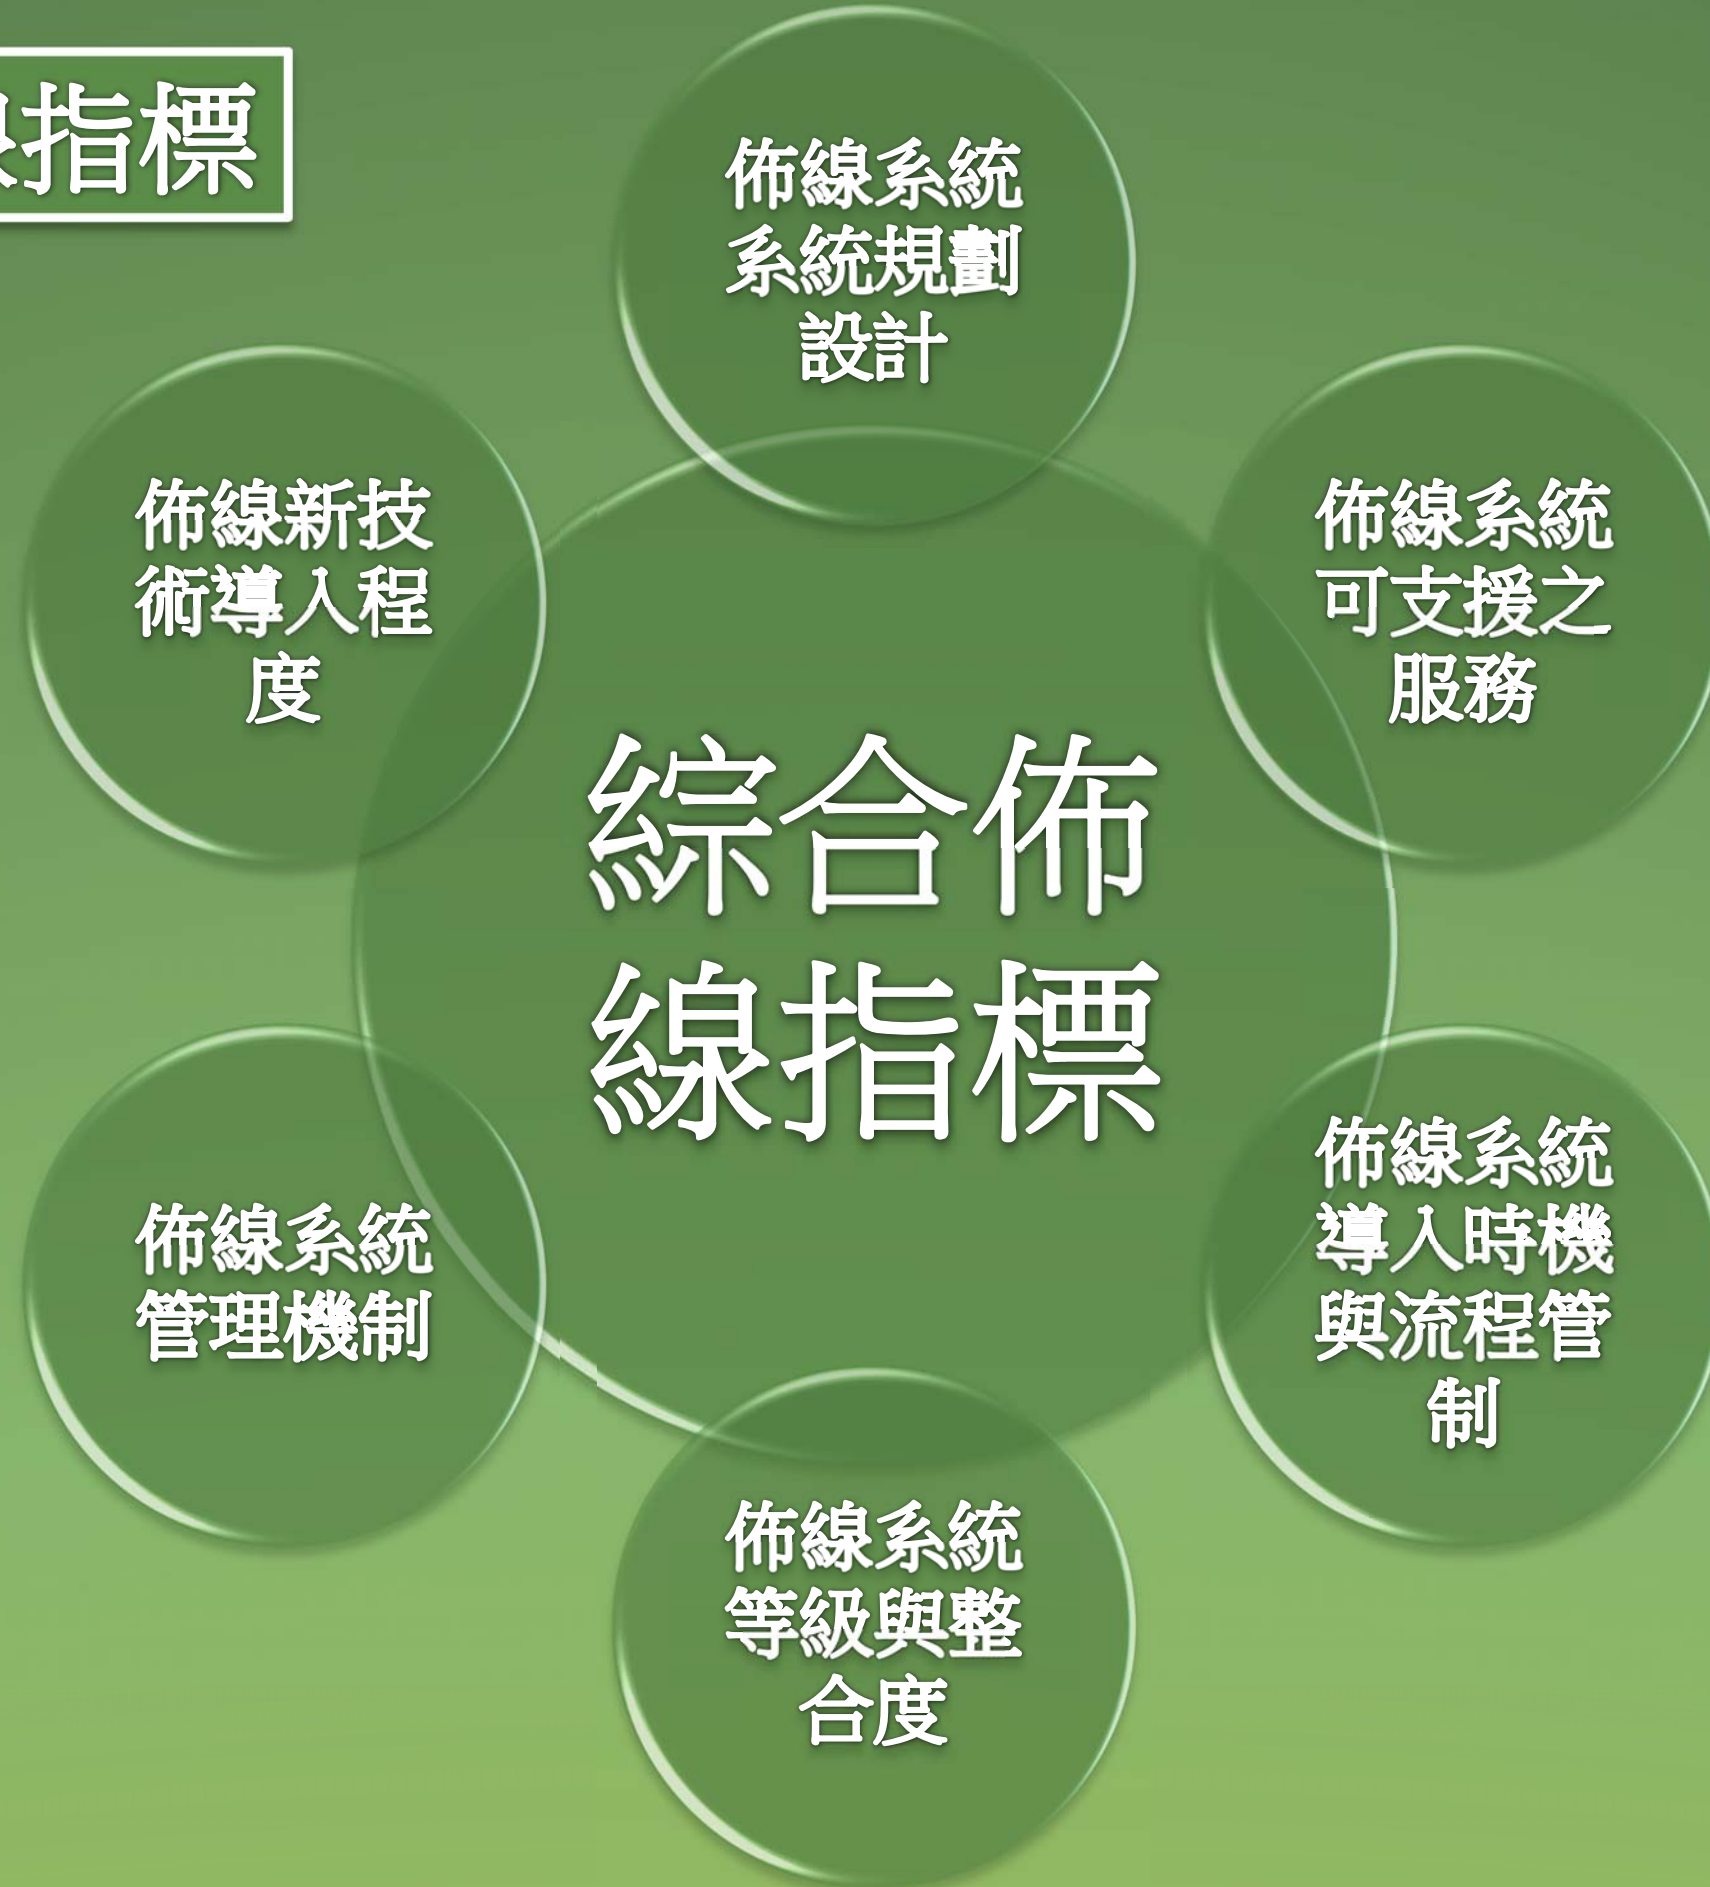 指標
佈線系統
系統規劃
設計
佈線新技
術導入程
度
佈線系統
可支援之
服務
綜合佈
線指標
佈線系統
管理機制
佈線系統
導入時機
與流程管
制
佈線系統
等級與整
合度